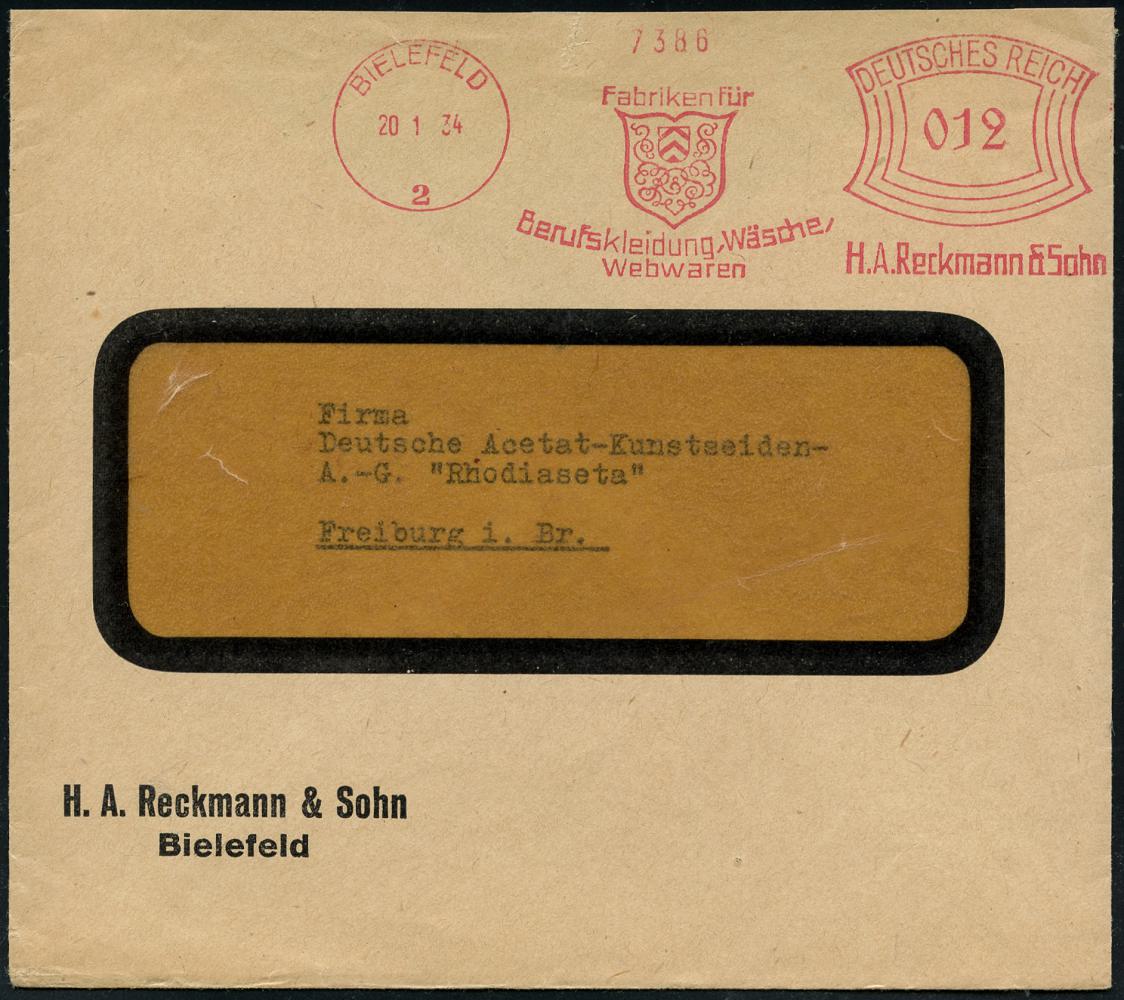 7386
BIELEFELD
20 1 34
2
Fabriken für
Berufskleidung, Wäsche,
Webwaren
DEUTSCHES REICH
012
H.A.Reckmann & Sohn
Firma
Deutsche Acetat-Kunstseiden-
A.-G. "Rhodiaseta"
Freiburg i. Br.
H. A. Reckmann & Sohn
Bielefeld